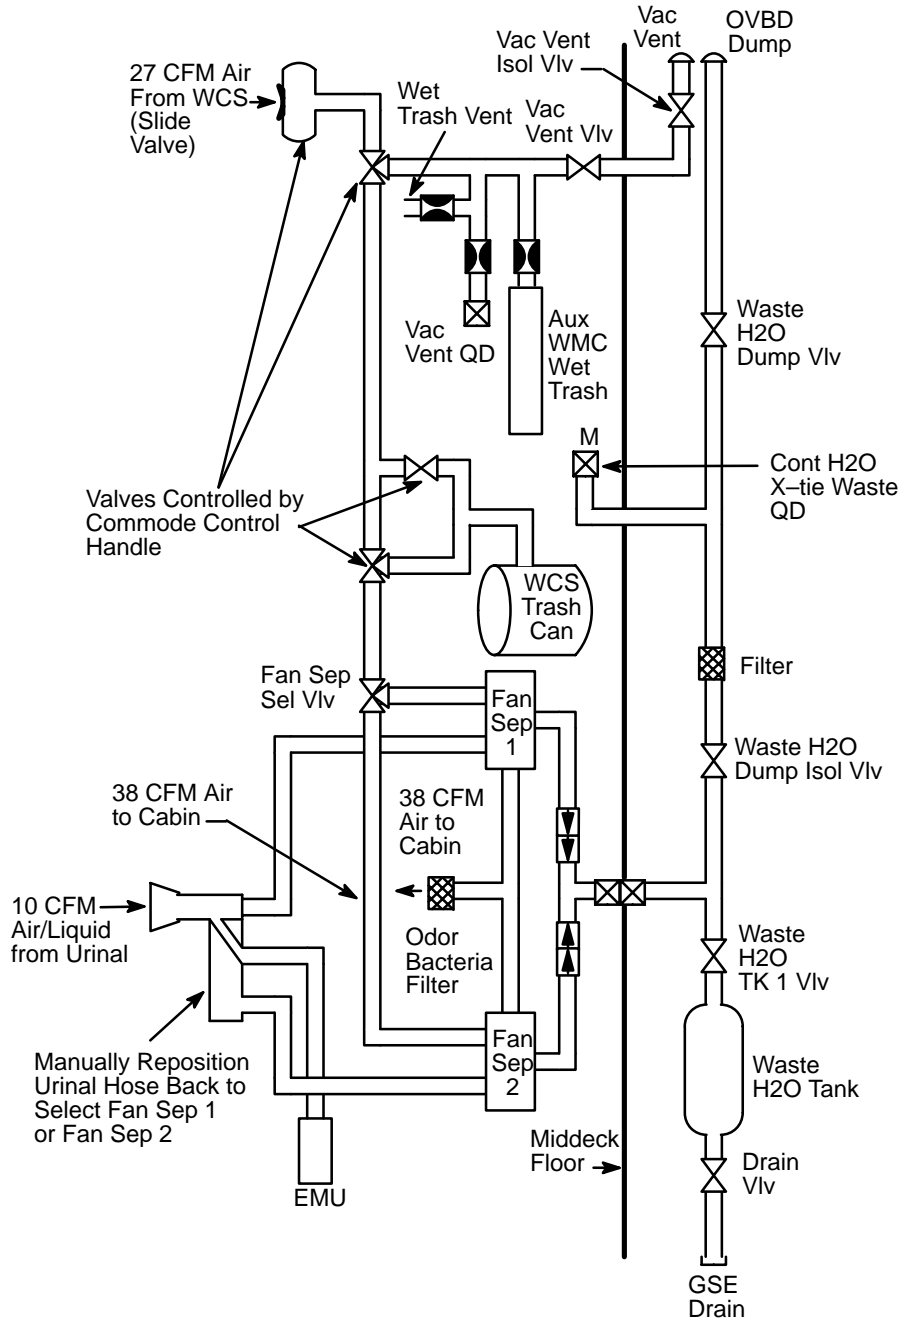 Vac
Vent
OVBD
Dump
Vac Vent
Isol Vlv
27 CFM Air
From WCS
(Slide
Valve)
Wet
Trash Vent
Vac
Vent Vlv
Vac
Vent QD
Aux
WMC
Wet
Trash
Waste
H2O
Dump Vlv
M
Cont H2O
X–tie Waste
QD
Valves Controlled by
Commode Control
Handle
WCS
Trash
Can
Filter
Fan Sep
Sel Vlv
Fan
Sep
1
Waste H2O
Dump Isol Vlv
38 CFM Air
to Cabin
38 CFM
Air to
Cabin
10 CFM
Air/Liquid
from Urinal
Odor
Bacteria
Filter
Waste
H2O
TK 1 Vlv
Manually Reposition
Urinal Hose Back to
Select Fan Sep 1
or Fan Sep 2
Fan
Sep
2
Waste
H2O Tank
Middeck
Floor
Drain
Vlv
EMU
GSE
Drain